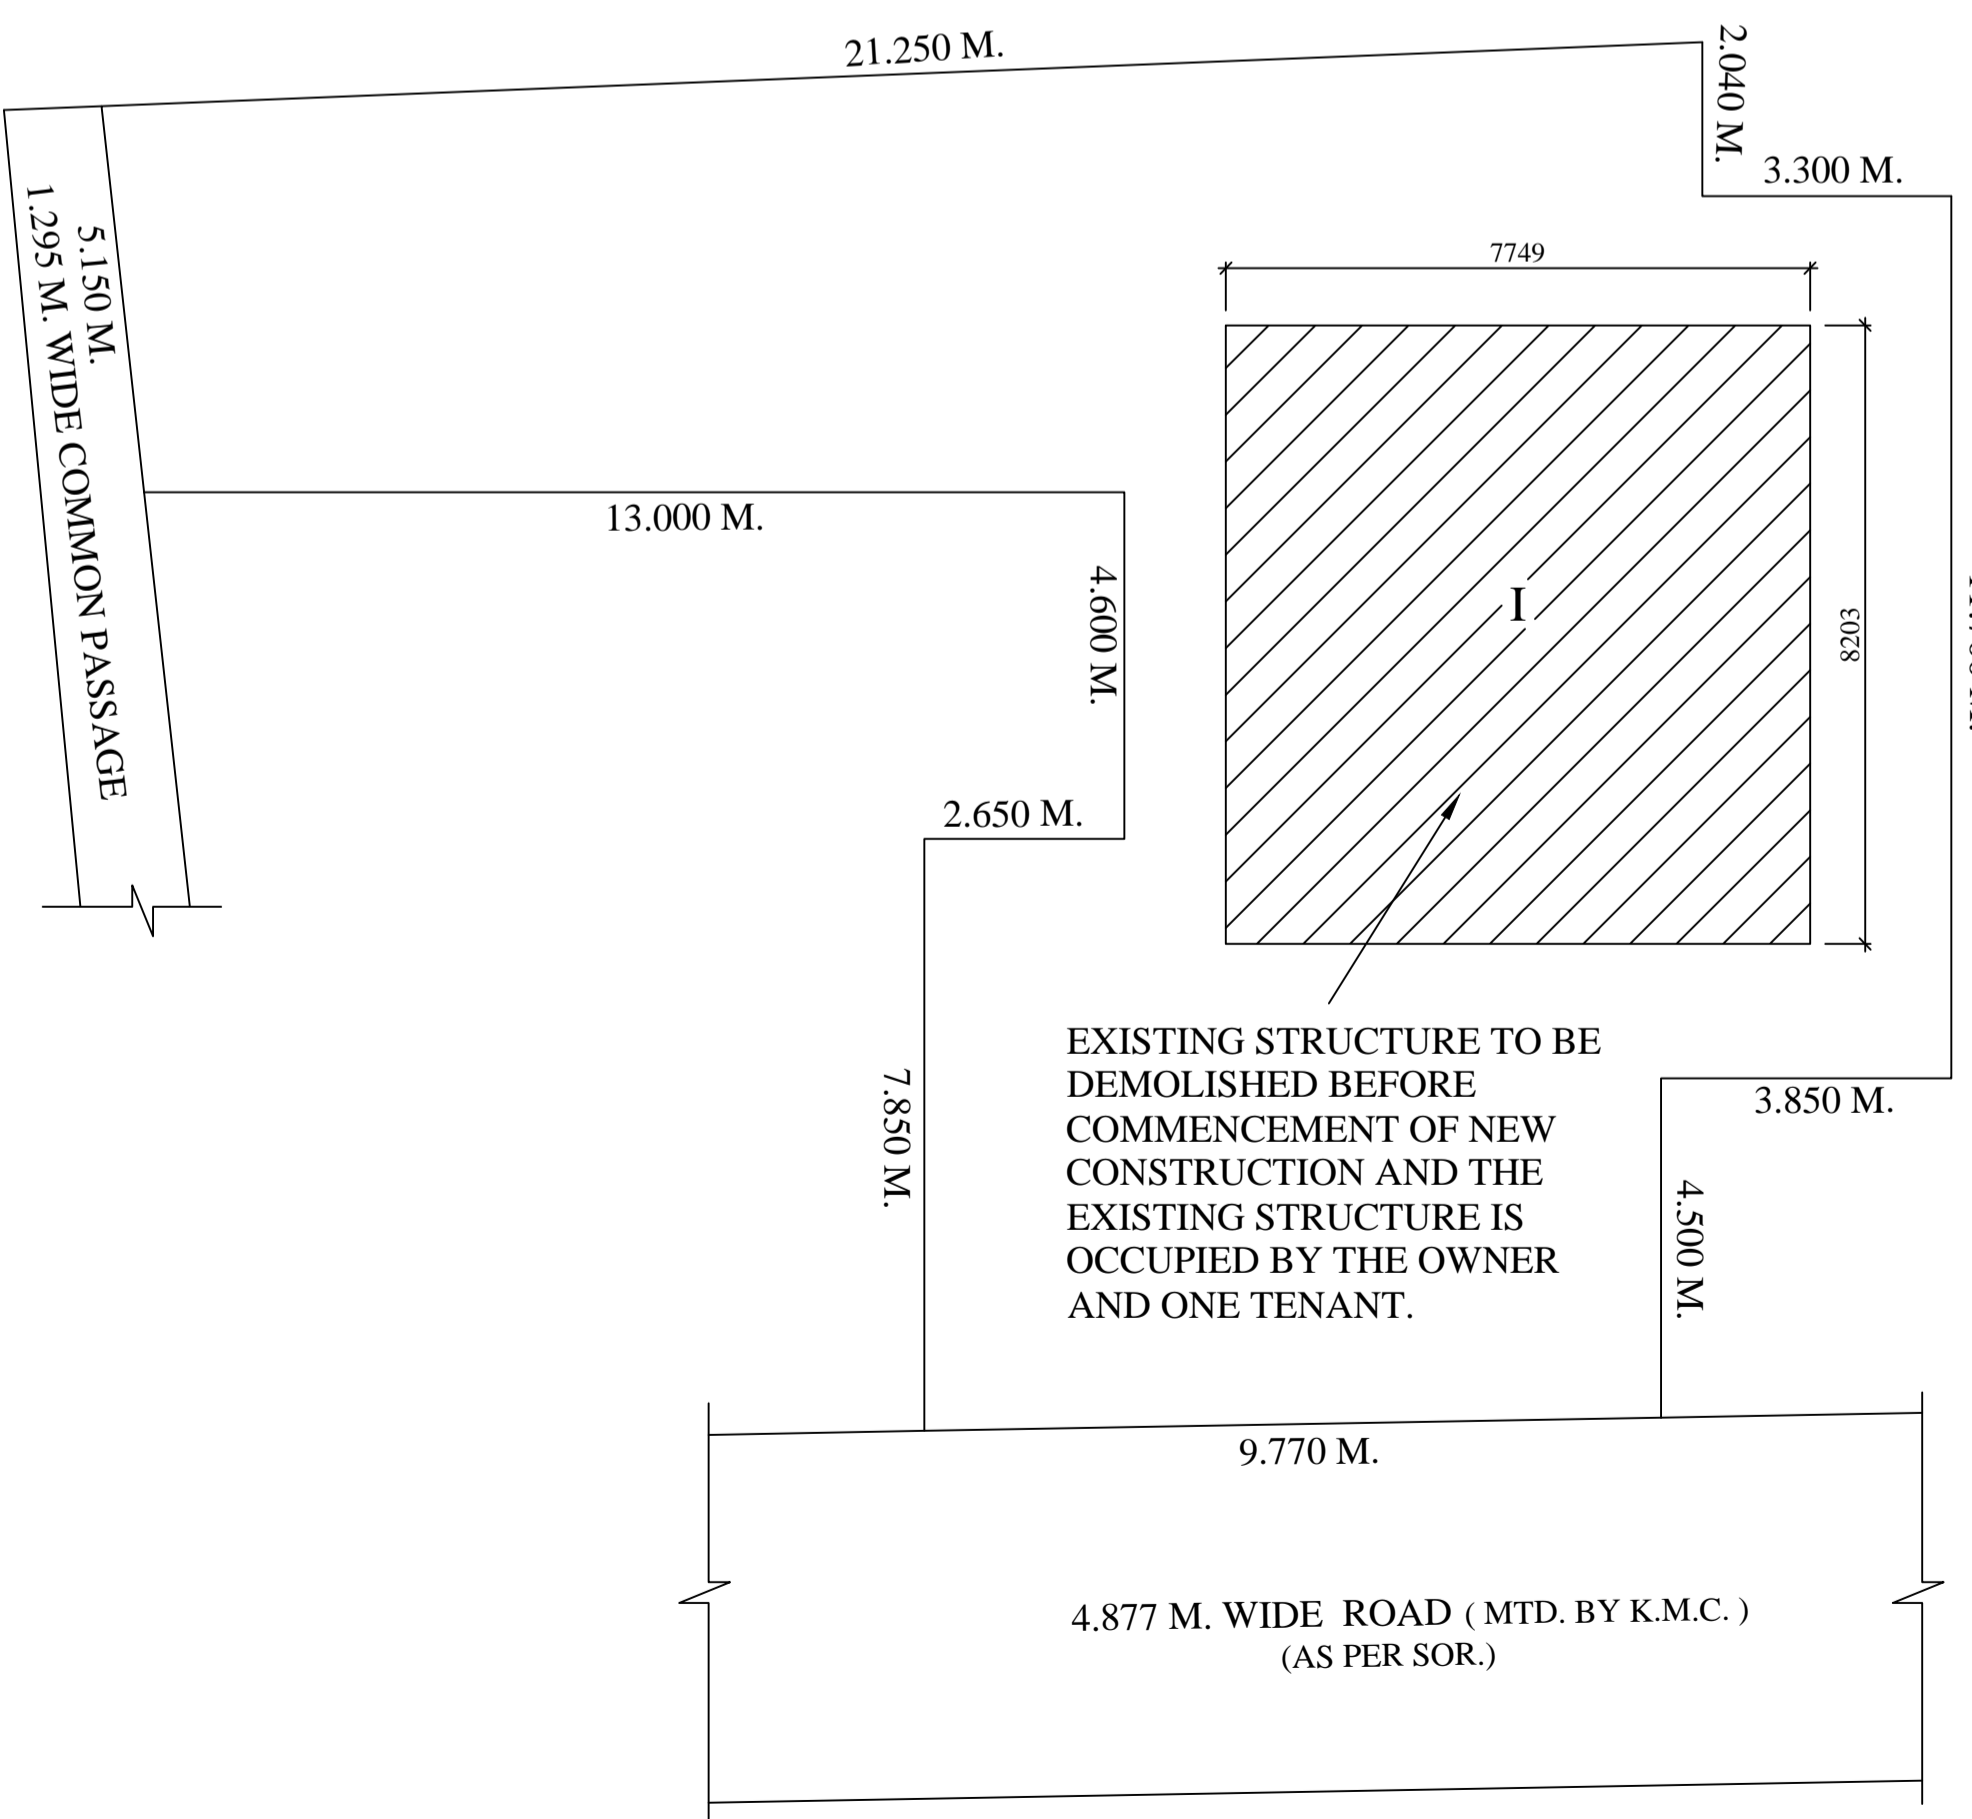 21.250 M.
2.040 M.
3.300 M.
7749
5.150 M.
1.295 M. WIDE COMMON PASSAGE
13.000 M.
4.600 M.
I
8203
2.650 M.
EXISTING STRUCTURE TO BE
DEMOLISHED BEFORE
COMMENCEMENT OF NEW
CONSTRUCTION AND THE
EXISTING STRUCTURE IS
OCCUPIED BY THE OWNER
AND ONE TENANT.
7.850 M.
3.850 M.
4.500 M.
9.770 M.
4.877 M. WIDE ROAD ( MTD. BY K.M.C. )
(AS PER SOR.)